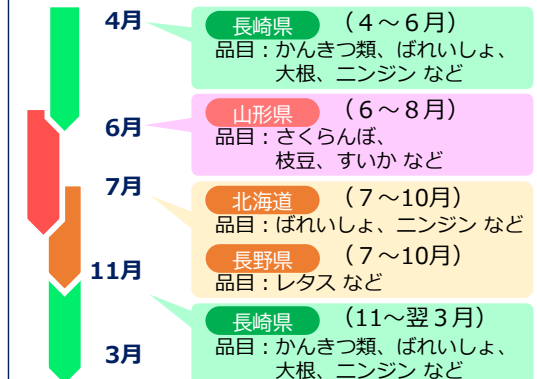 4月
長崎県 （４～６月）
品目：かんきつ類、ばれいしょ、
大根、ニンジン など
6月
山形県 （６～８月）
品目：さくらんぼ、
枝豆、すいか など
7月
北海道 （７～10月）
品目：ばれいしょ、ニンジン など
長野県 （７～10月）
品目：レタス など
11月
長崎県 （11～翌３月）
品目：かんきつ類、ばれいしょ、
大根、ニンジン など
3月